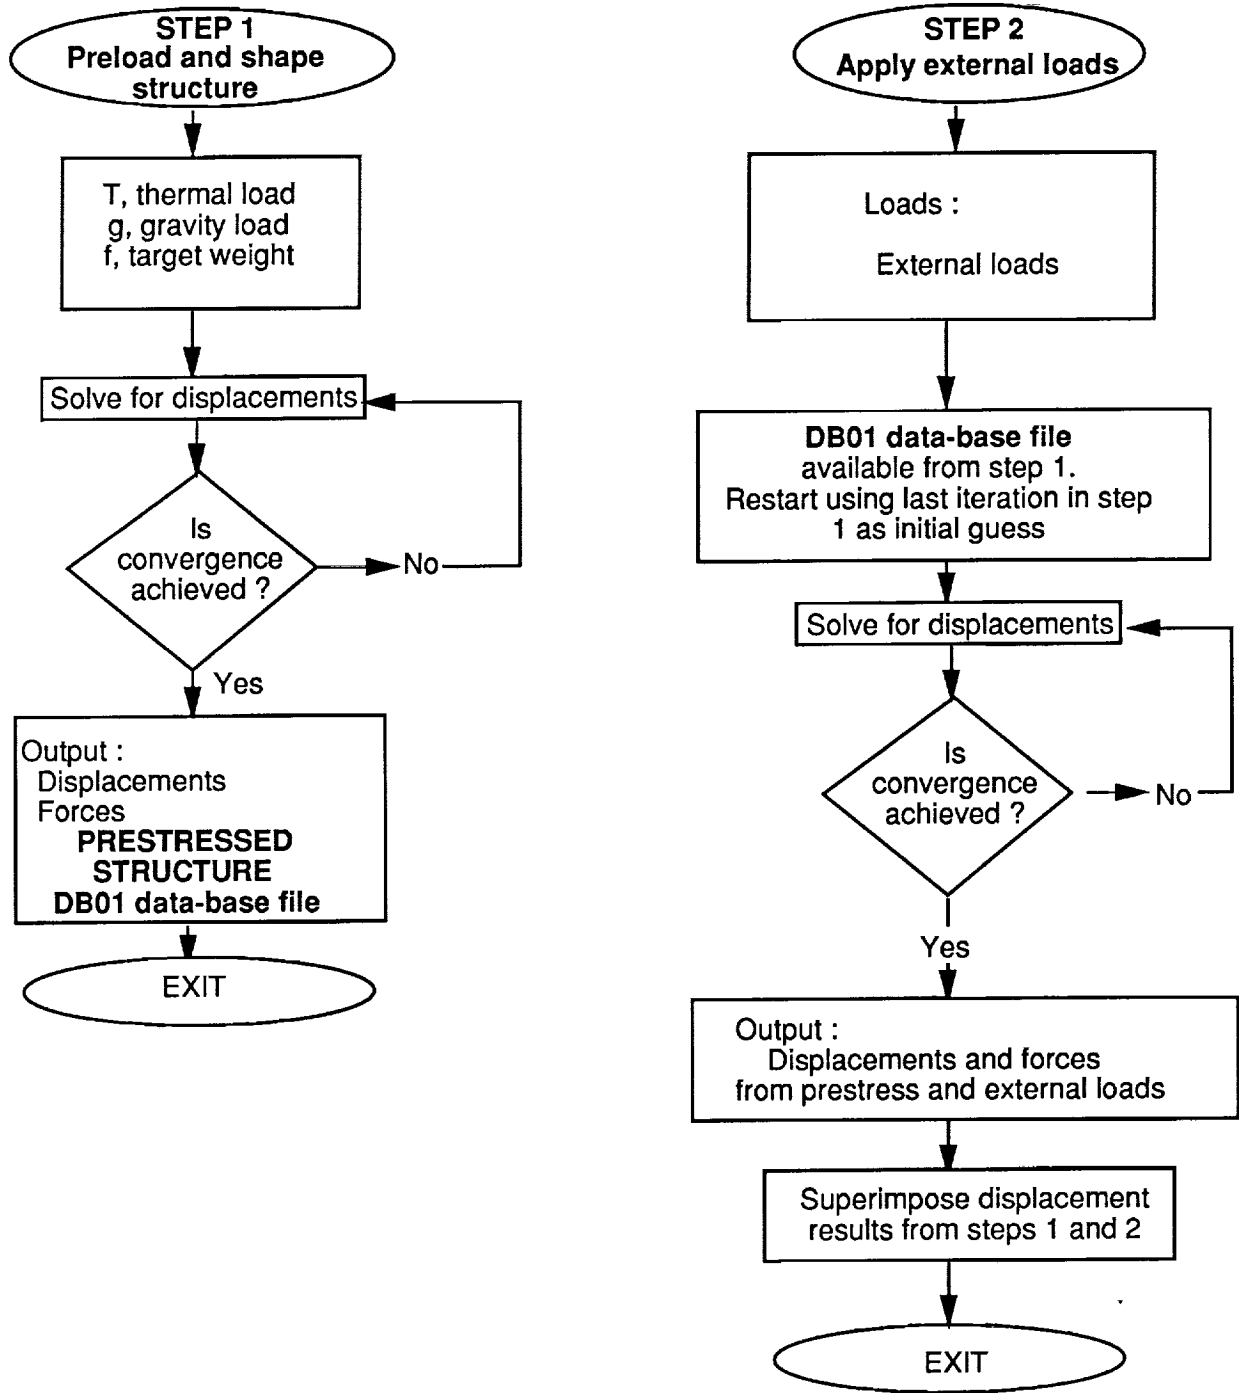 STEP 1
Preload and shape
structure
T, thermal load
g, gravity load
f, target weight
Solve for displacements
Is
convergence
achieved ?
No
Yes
Output :
Displacements
Forces
PRESTRESSED
STRUCTURE
DB01 data-base file
EXIT
STEP 2
Apply external loads
Loads :
External loads
DB01 data-base file
available from step 1.
Restart using last iteration in step
1 as initial guess
Solve for displacements
Is
convergence
achieved ?
No
Yes
Output :
Displacements and forces
from prestress and external loads
Superimpose displacement
results from steps 1 and 2
EXIT